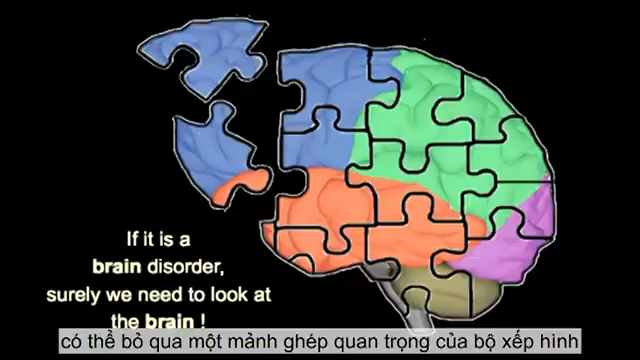 If it is a
brain disorder,
surely we need to look at
the brain !
có thể bỏ qua một mảnh ghép quan trọng của bộ xếp hình